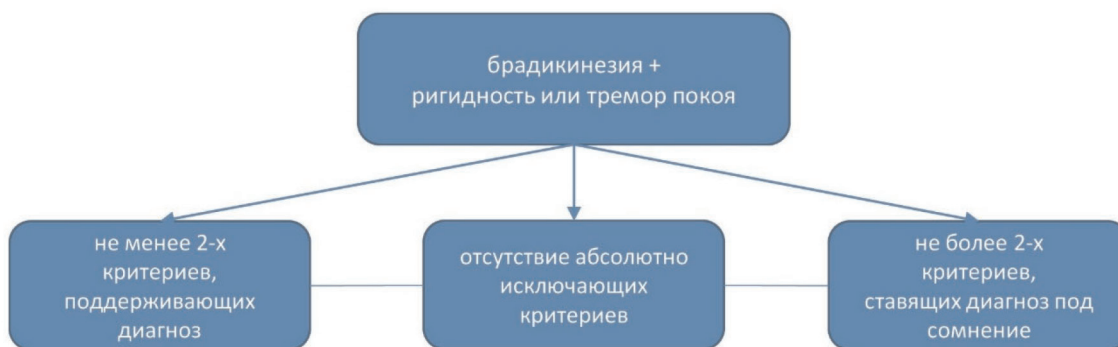 брадикинезия +
ригидность или тремор покоя
не менее 2-х
критериев,
поддерживающих
диагноз
отсутствие абсолютно
исключающих
критериев
не более 2-х
критериев,
ставящих диагноз под
сомнение